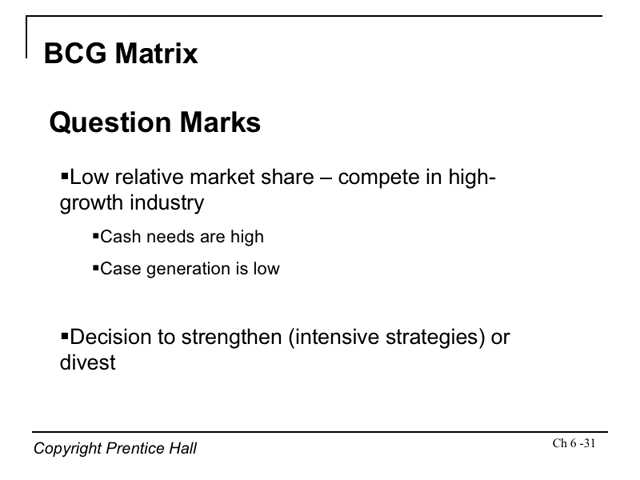 BCG Matrix
Question Marks
▪Low relative market share – compete in high-
growth industry
▪Cash needs are high
▪Case generation is low
▪Decision to strengthen (intensive strategies) or
divest
Copyright Prentice Hall
Ch 6 -31